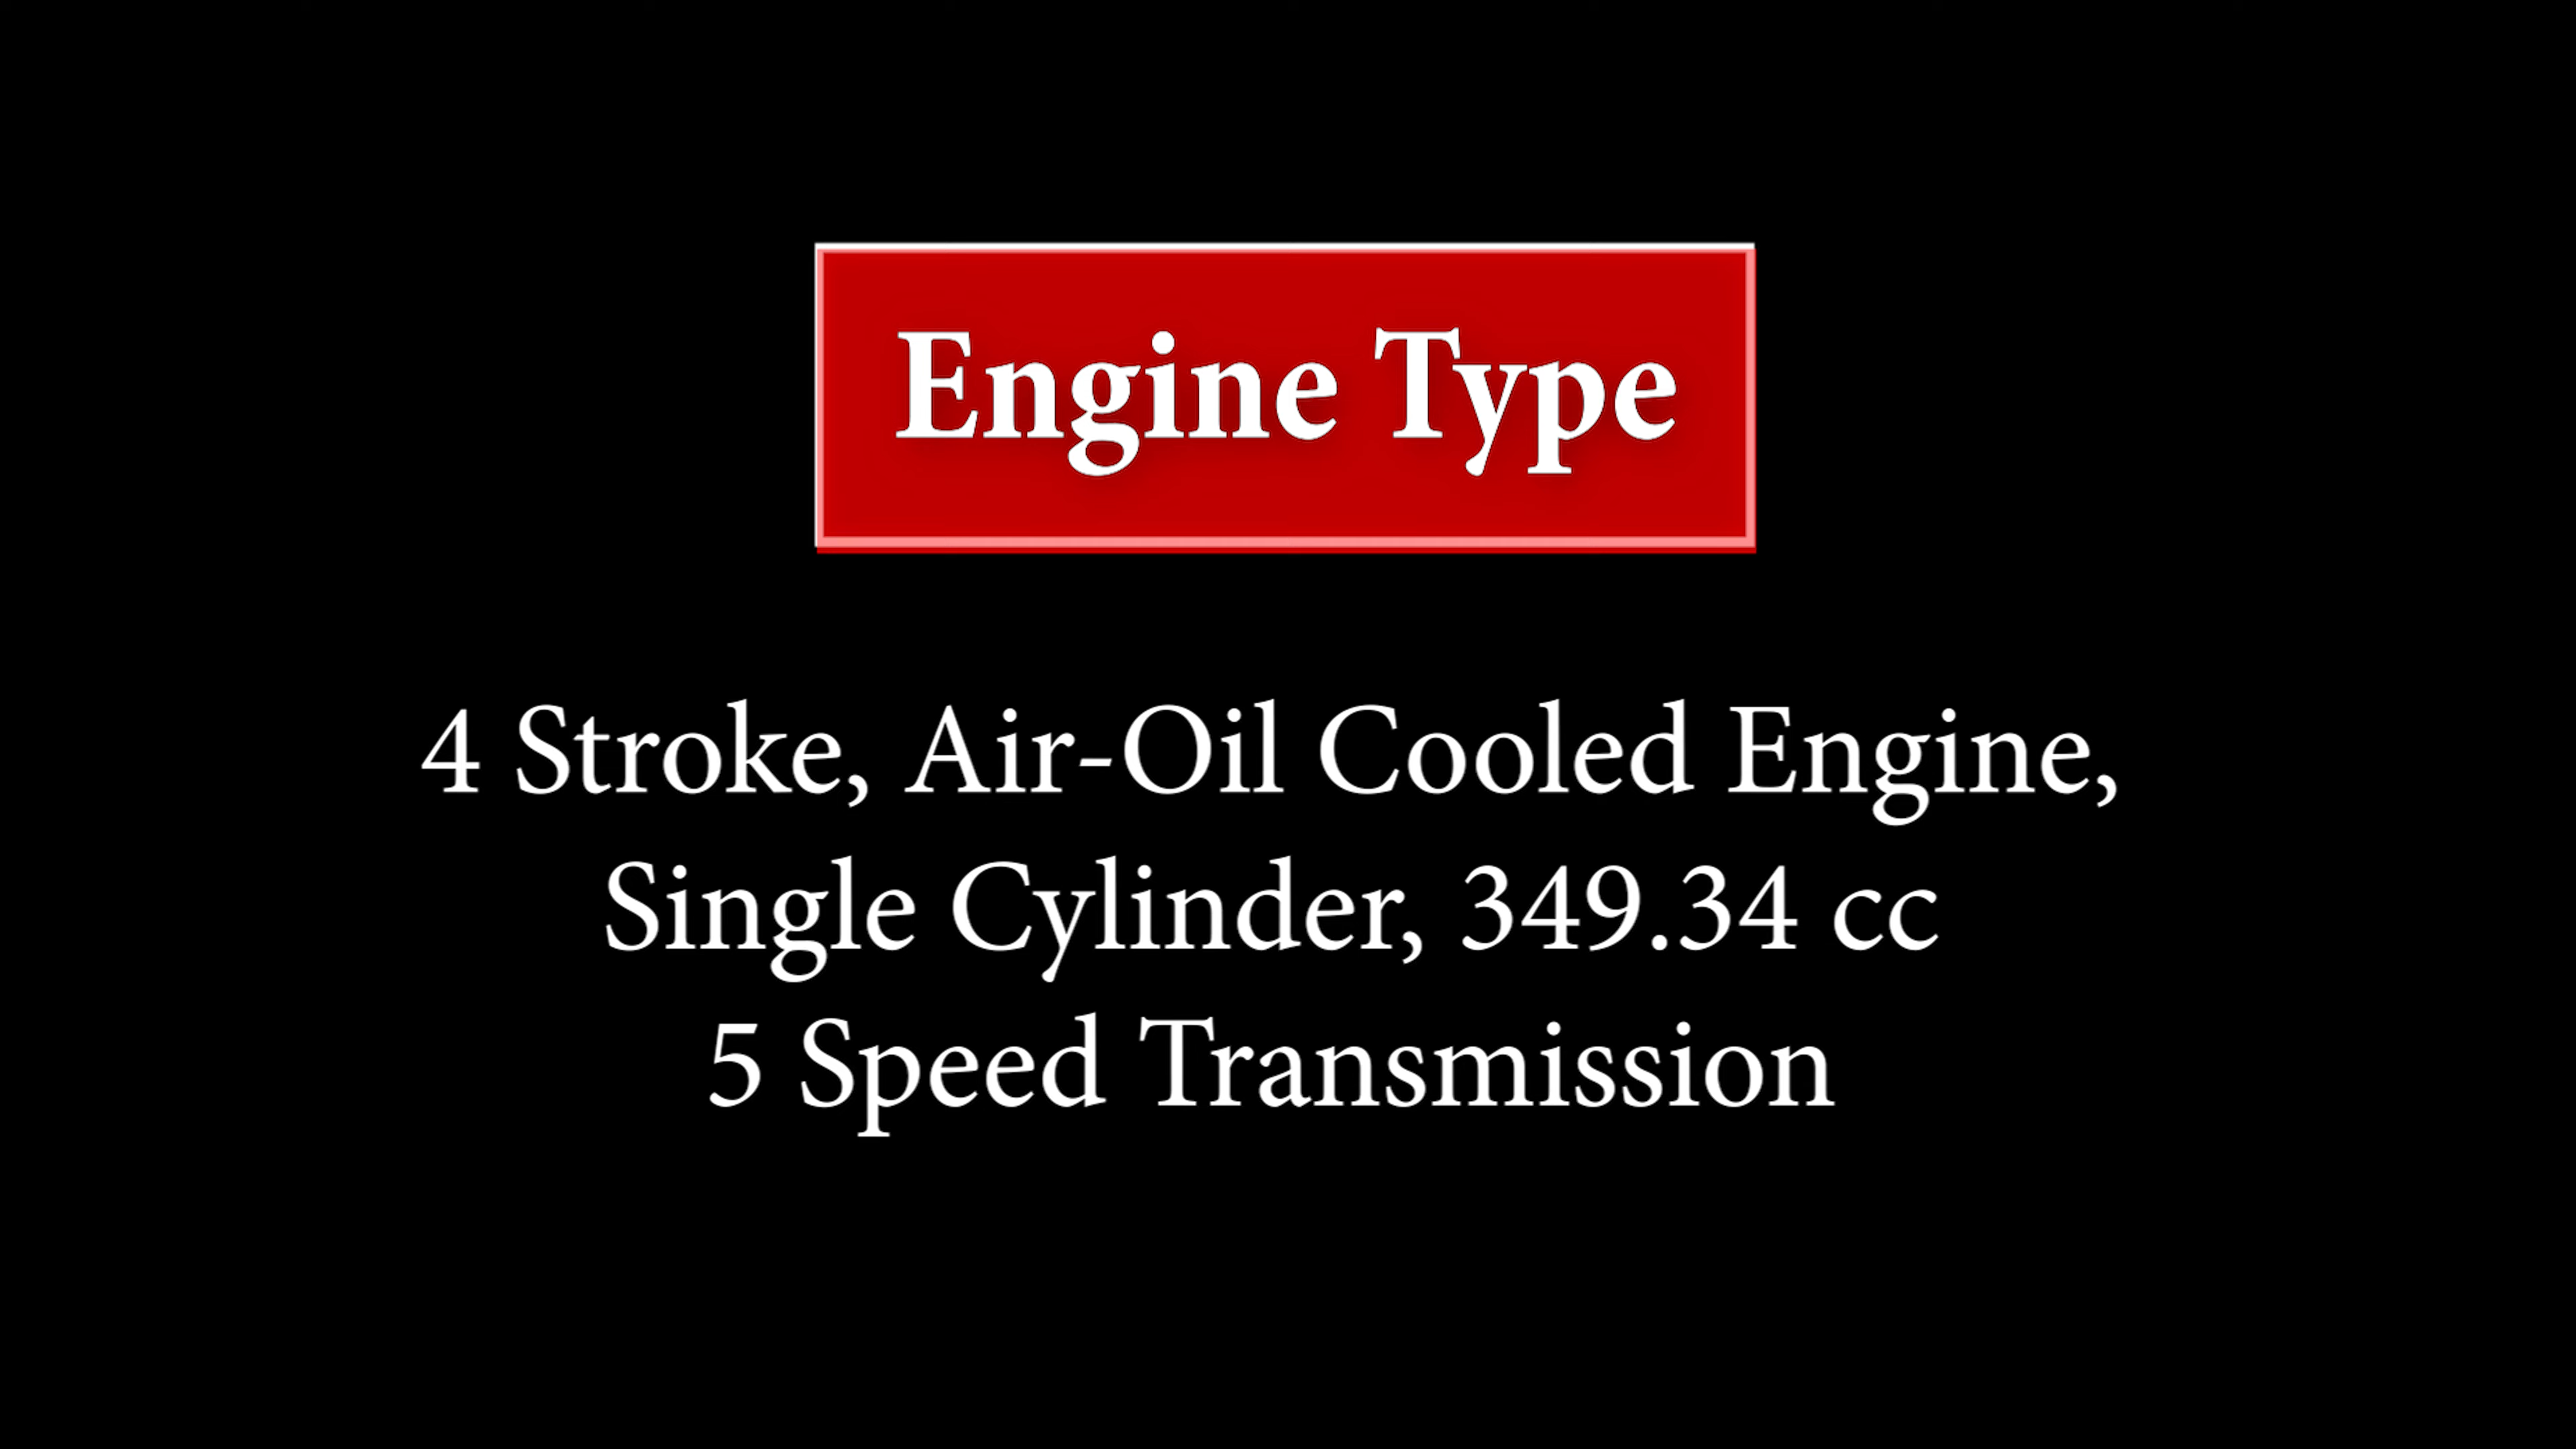 Engine Type
4 Stroke, Air-Oil Cooled Engine,
Single Cylinder, 349.34 cc
5 Speed Transmission